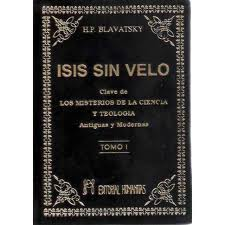 H.P. BLAVATSKY
ISIS SIN VELO
Clave de
LOS MISTERIOS DE LA CIENCIA
Y TEOLOGIA
Antiguas y Modernas
TOMO I
EDITORIAL HUMANITAS